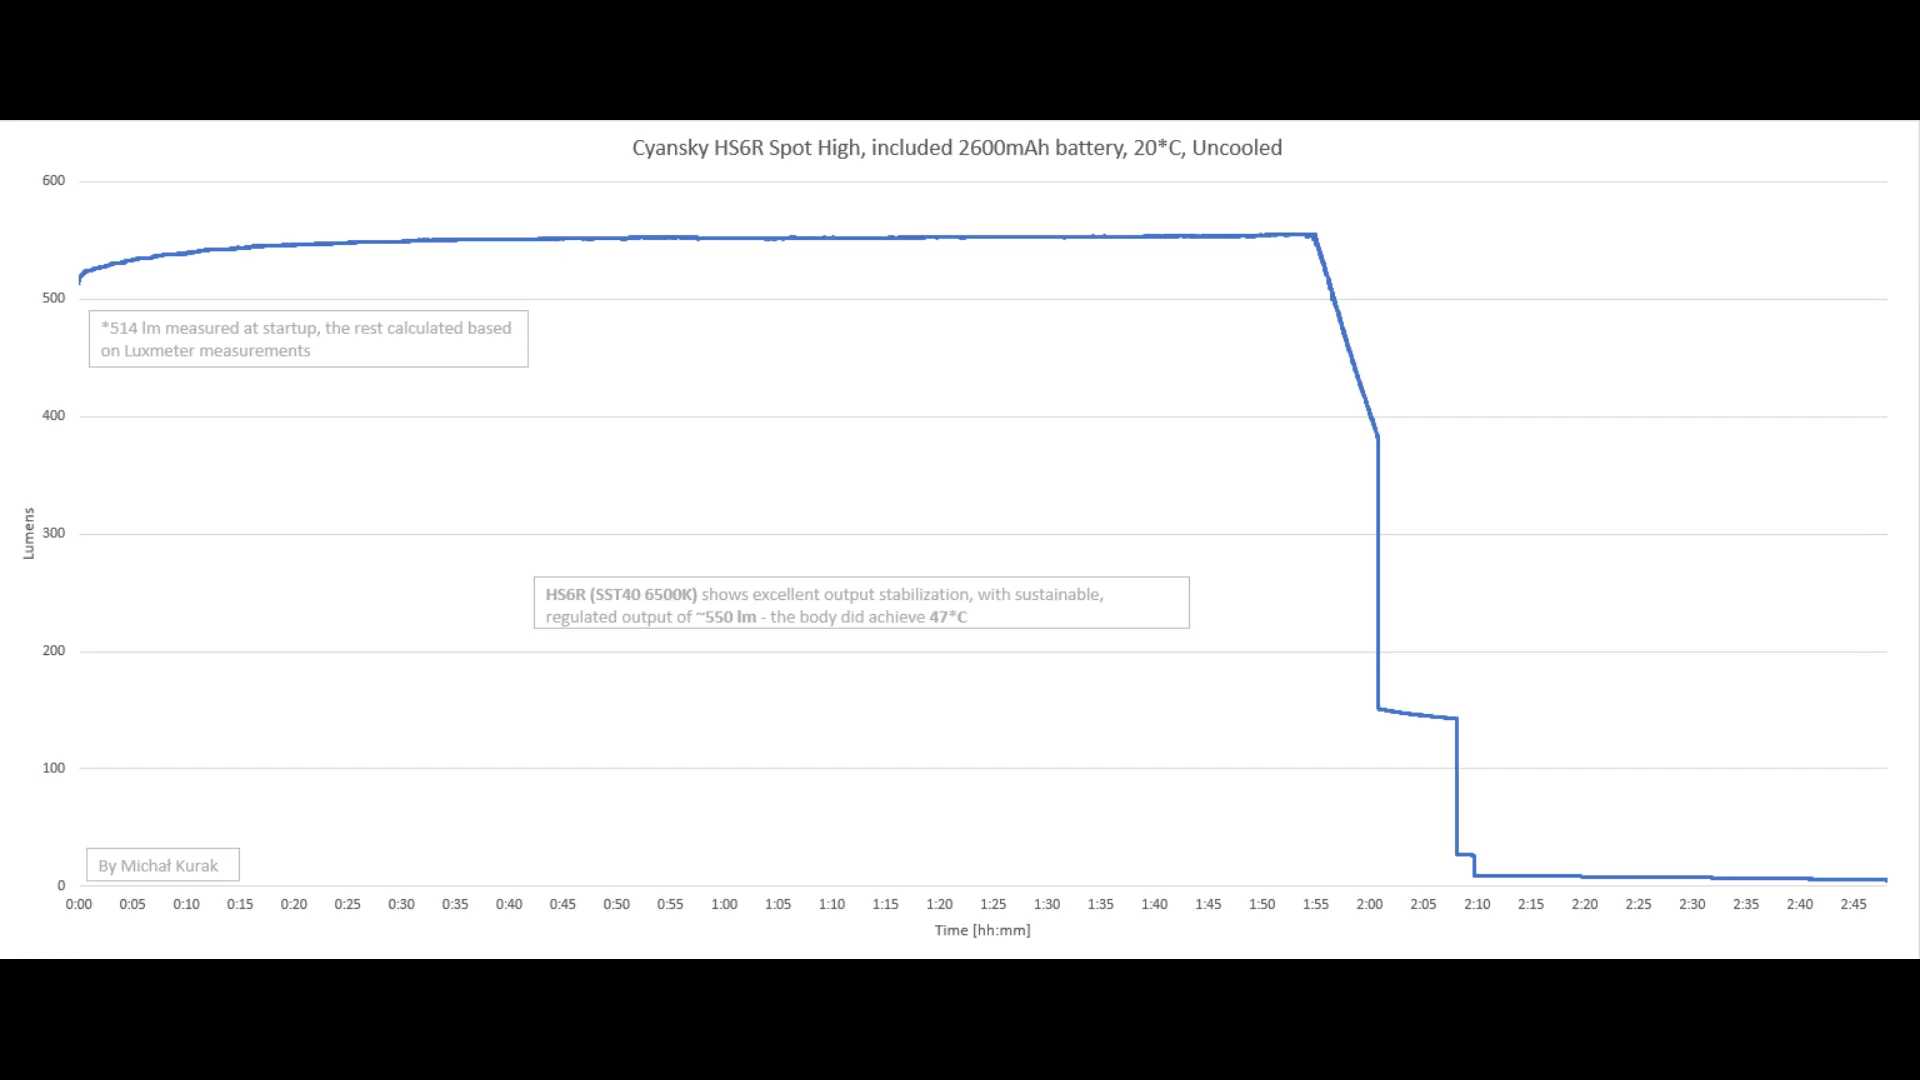 Cyansky HS6R Spot High, included 2600mAh battery, 20*C, Uncooled
600
500
*514 lm measured at startup, the rest calculated based
on Luxmeter measurements
400
300
Lumens
HS6R (SST40 6500K) shows excellent output stabilization, with sustainable,
regulated output of ~550 lm - the body did achieve 47*C
200
100
By Michał Kurak
0
0:00 0:05 0:10 0:15 0:20 0:25 0:30 0:35 0:40 0:45 0:50 0:55 1:00 1:05 1:10 1:15 1:20 1:25 1:30 1:35 1:40 1:45 1:50 1:55 2:00 2:05 2:10 2:15 2:20 2:25 2:30 2:35 2:40 2:45
Time [hh:mm]